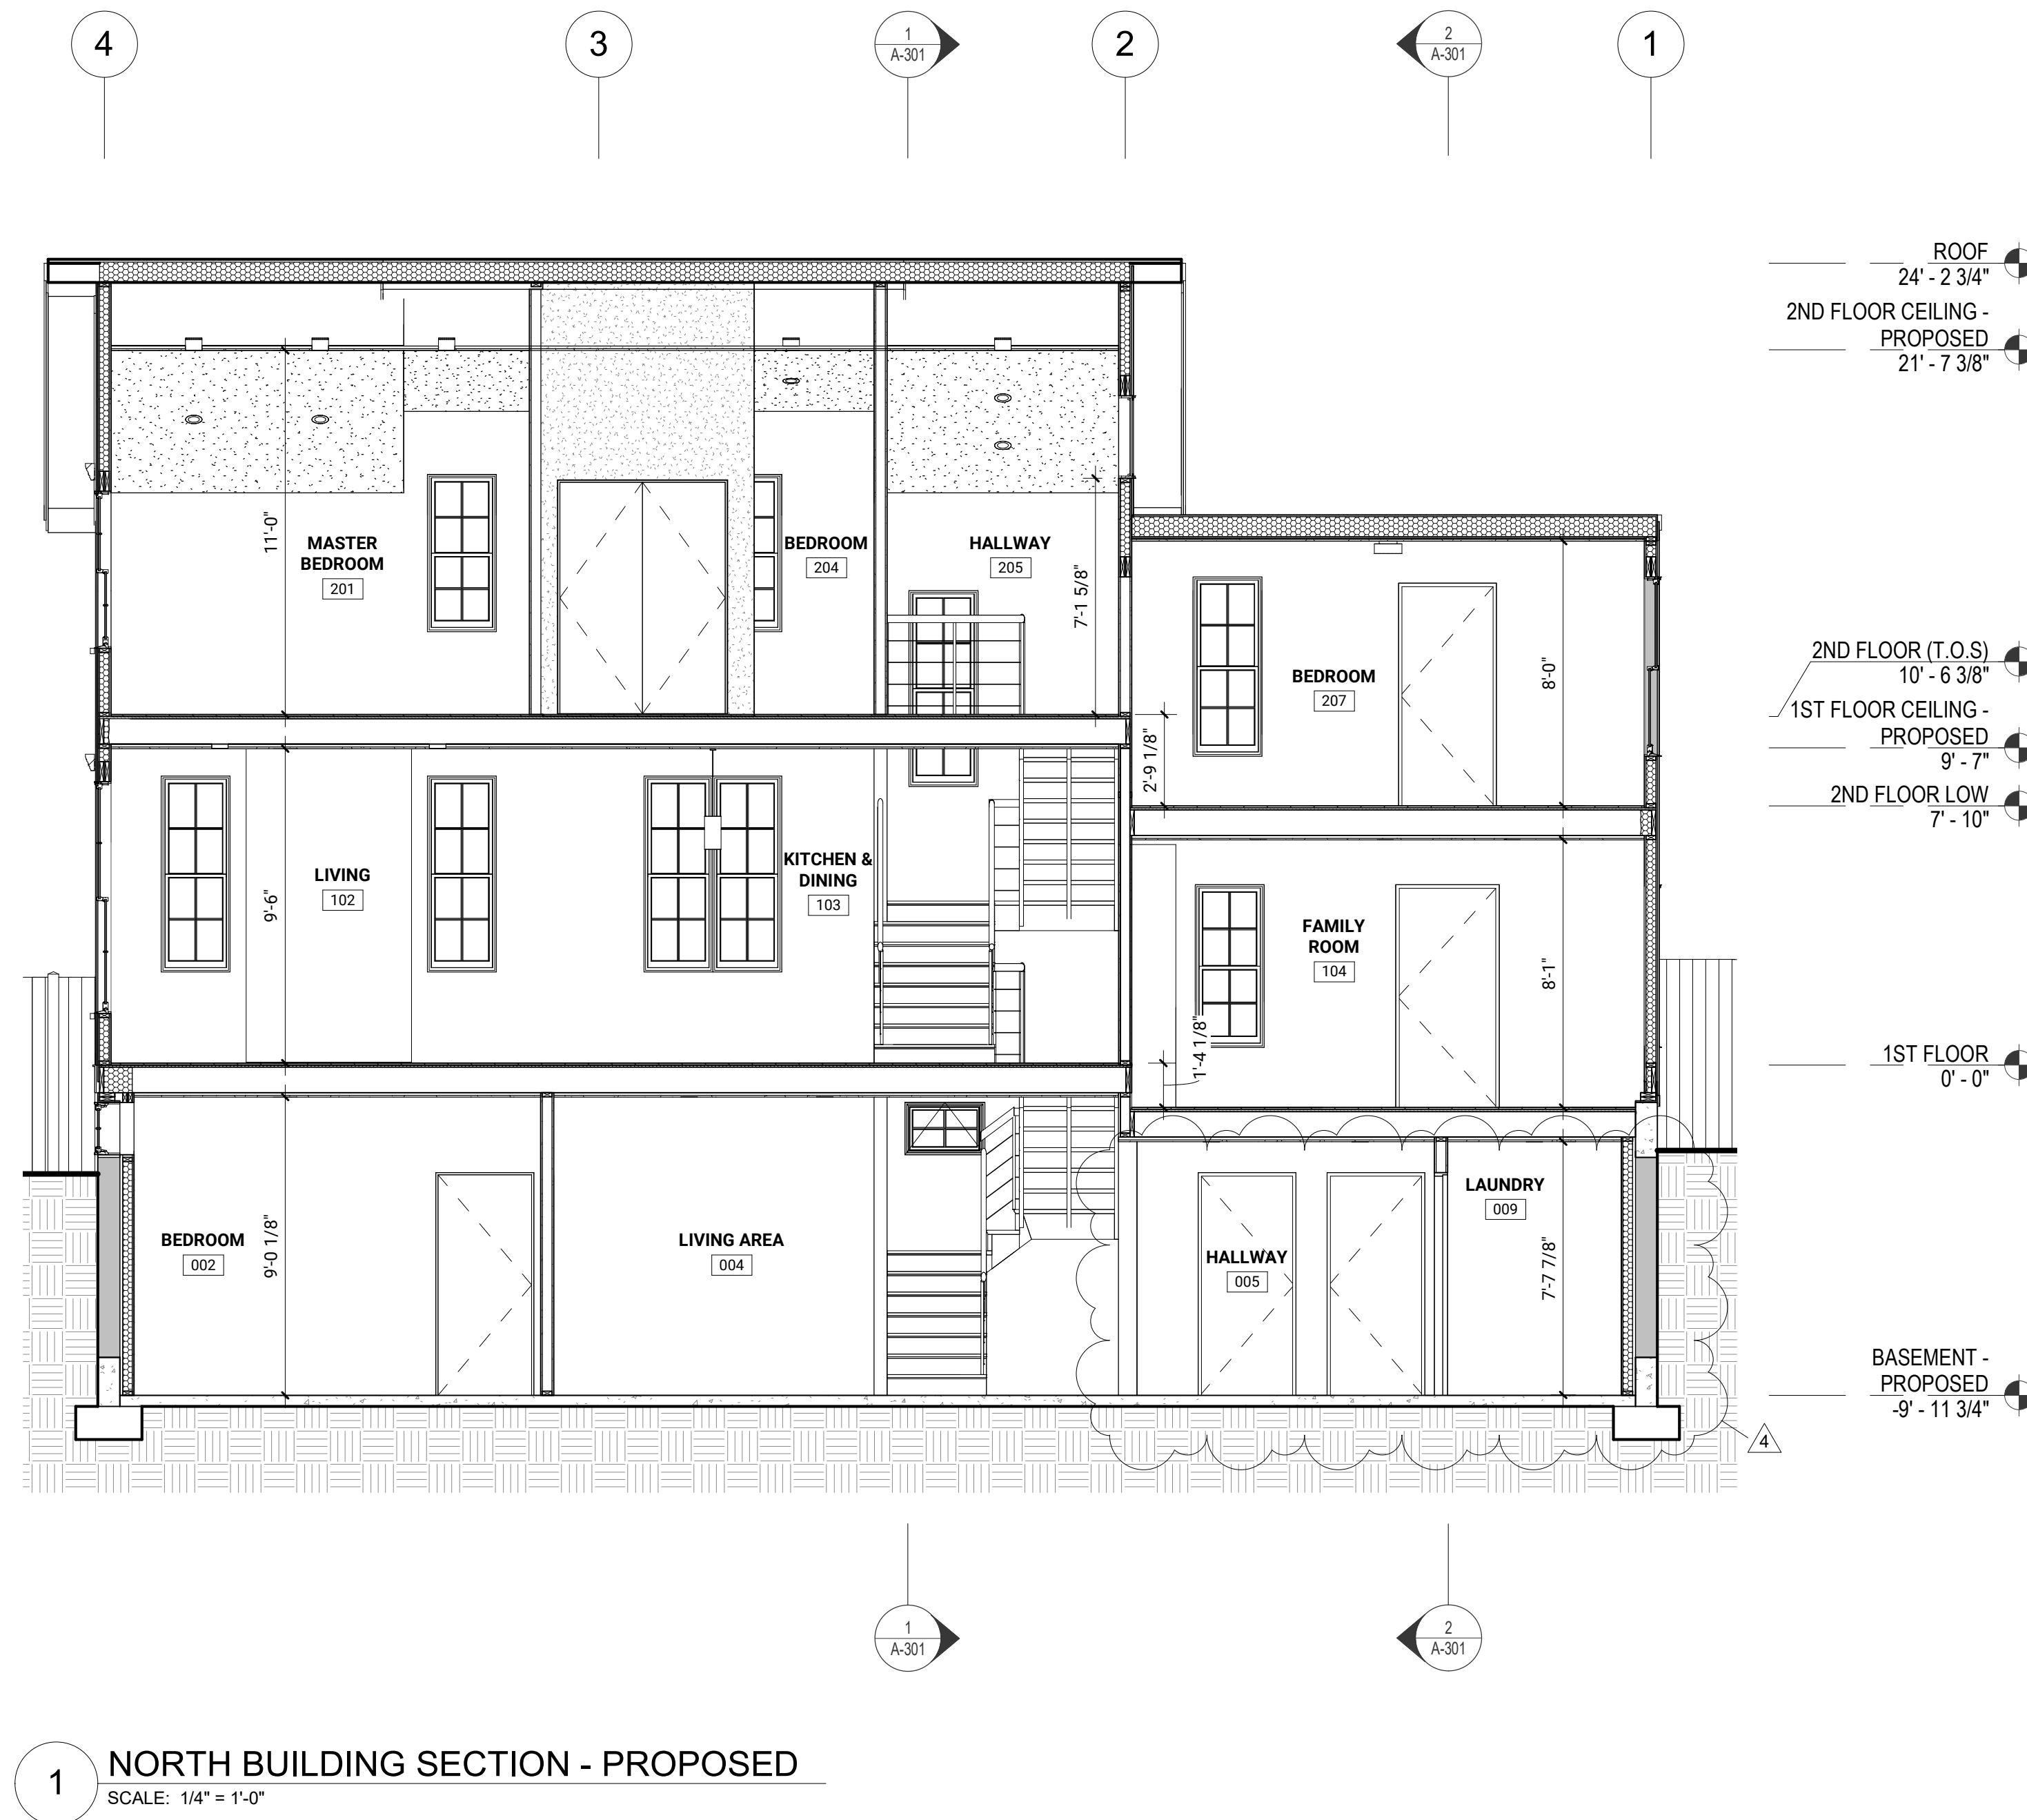 4
3
1
A-301
2
2
A-301
1
ROOF
24' - 2 3/4"
2ND FLOOR CEILING -
PROPOSED
21' - 7 3/8"
11'-0"
MASTER
BEDROOM
201
BEDROOM
204
HALLWAY
205
7'-1 5/8"
BEDROOM
207
8'-0"
2ND FLOOR (T.O.S)
10' - 6 3/8"
1ST FLOOR CEILING -
PROPOSED
9' - 7"
2ND FLOOR LOW
7' - 10"
2'-9 1/8"
LIVING
102
9'-6"
KITCHEN &
DINING
103
FAMILY
ROOM
104
8'-1"
1'-4 1/8"
1ST FLOOR
0' - 0"
BEDROOM
002
9'-0 1/8"
LIVING AREA
004
HALLWAY
005
LAUNDRY
009
7'-7 7/8"
BASEMENT -
PROPOSED
-9' - 11 3/4"
4
1
A-301
2
A-301
1
NORTH BUILDING SECTION - PROPOSED
SCALE: 1/4" = 1'-0"